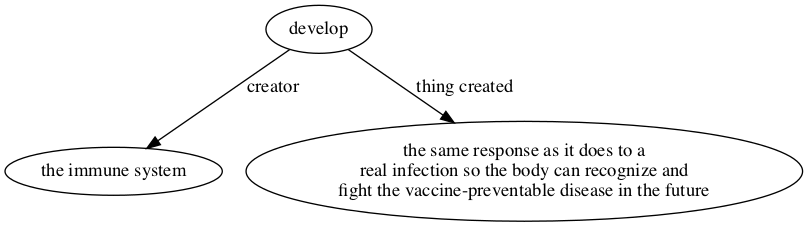 develop
creator
thing created
the immune system
the same response as it does to a
real infection so the body can recognize and
fight the vaccine-preventable disease in the future